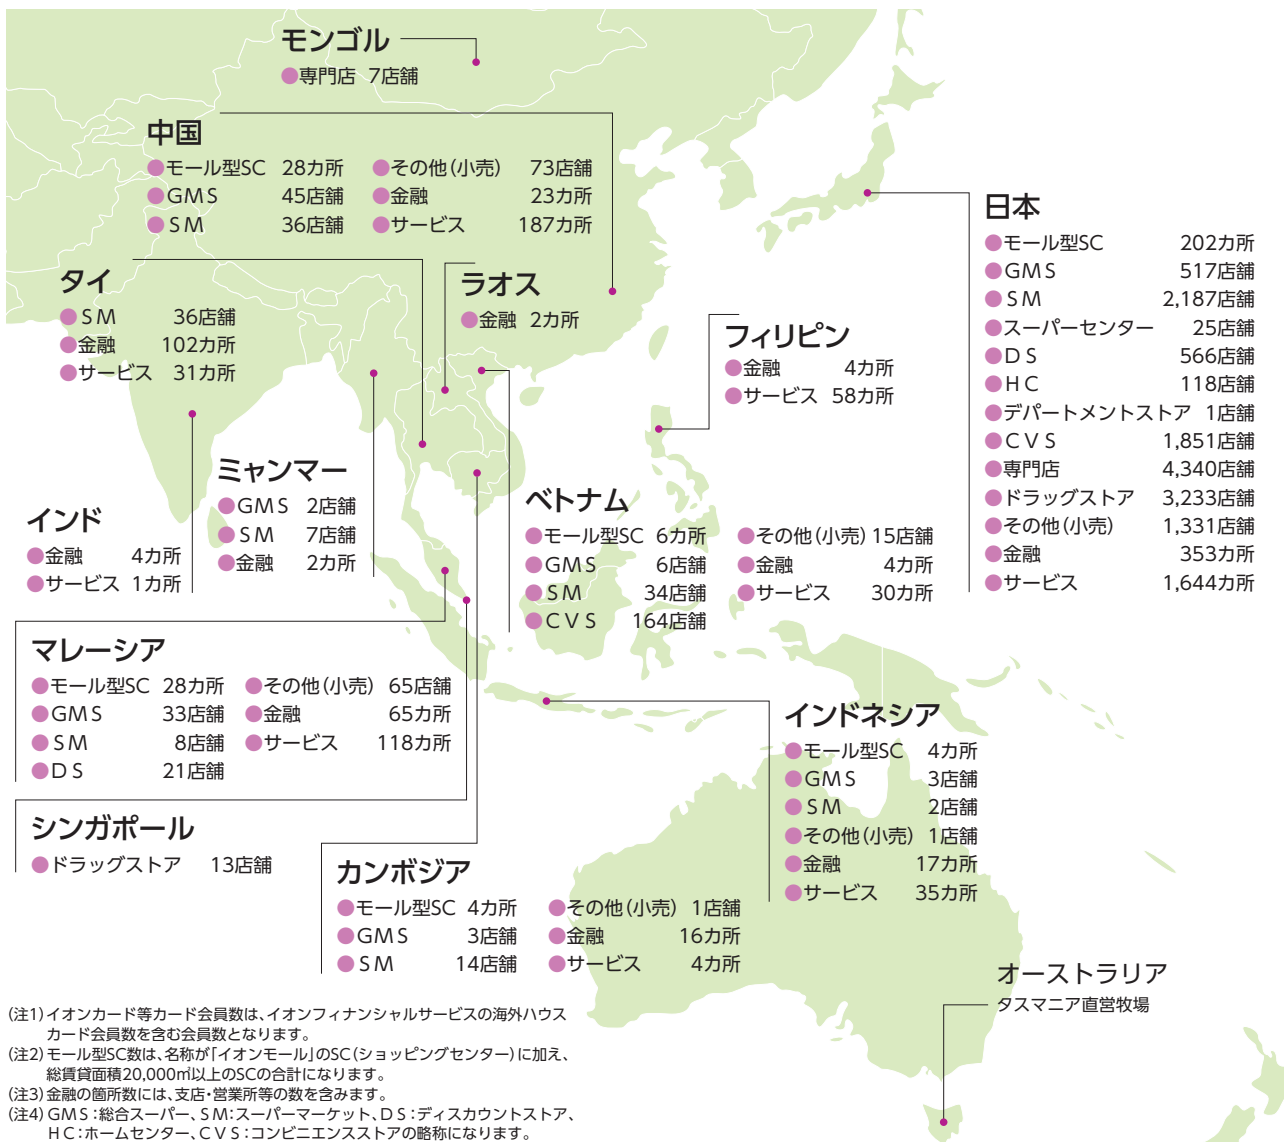 モンゴル
●専門店 7店舗
中国
●モール型SC 28カ所 ●その他(小売) 73店舗
●GMS 45店舗 ●金融 23カ所
●SM 36店舗 ●サービス 187カ所
タイ
●SM 36店舗
●金融 102カ所
●サービス 31カ所
ラオス
●金融 2カ所
フィリピン
●金融 4カ所
●サービス 58カ所
日本
●モール型SC 202カ所
●GMS 517店舗
●SM 2,187店舗
●スーパーセンター 25店舗
●DS 566店舗
●HC 118店舗
●デパートメントストア 1店舗
●CVS 1,851店舗
●専門店 4,340店舗
●ドラッグストア 3,233店舗
●その他(小売) 1,331店舗
●金融 353カ所
●サービス 1,644カ所
ミャンマー
●GMS 2店舗
●SM 7店舗
●金融 2カ所
インド
●金融 4カ所
●サービス 1カ所
ベトナム
●モール型SC 6カ所 ●その他(小売) 15店舗
●GMS 6店舗 ●金融 4カ所
●SM 34店舗 ●サービス 30カ所
●CVS 164店舗
マレーシア
●モール型SC 28カ所 ●その他(小売) 65店舗
●GMS 33店舗 ●金融 65カ所
●SM 8店舗 ●サービス 118カ所
●DS 21店舗
インドネシア
●モール型SC 4カ所
●GMS 3店舗
●SM 2店舗
●その他(小売) 1店舗
●金融 17カ所
●サービス 35カ所
シンガポール
●ドラッグストア 13店舗
カンボジア
●モール型SC 4カ所 ●その他(小売) 1店舗
●GMS 3店舗 ●金融 16カ所
●SM 14店舗 ●サービス 4カ所
オーストラリア
タスマニア直営牧場
(注1)イオンカード等カード会員数は、イオンフィナンシャルサービスの海外ハウス
カード会員数を含む会員数となります。
(注2)モール型SC数は、名称が「イオンモール」のSC(ショッピングセンター)に加え、
総賃貸面積20,000㎡以上のSCの合計になります。
(注3)金融の箇所数には、支店・営業所等の数を含みます。
(注4)GMS:総合スーパー、SM:スーパーマーケット、DS:ディスカウントストア、
HC:ホームセンター、CVS:コンビニエンスストアの略称になります。